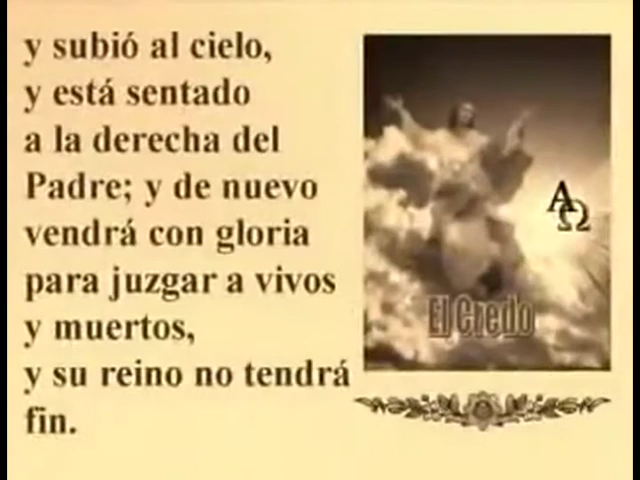 y subió al cielo,
y está sentado
a la derecha del
Padre; y de nuevo
vendrá con gloria
para juzgar a vivos
y muertos,
y su reino no tendrá
fin.
ΑΩ
El Credo